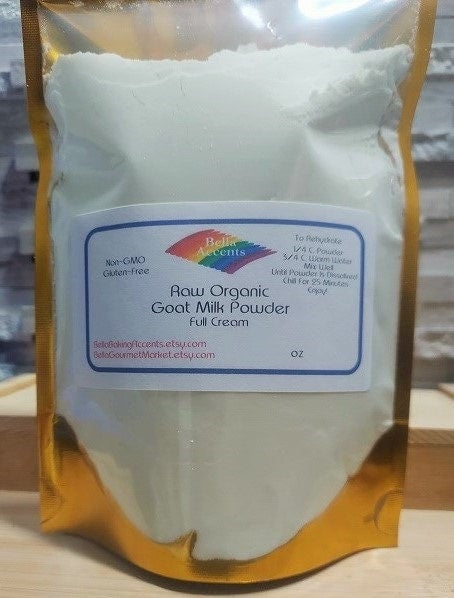 Bella
Accents
Non-GMO
Gluten-Free
To Rehydrate
1/4 C. Powder
3/4 C. Warm Water
Mix Well
Until Powder Is Dissolved
Chill For 25 Minutes
Enjoy!
Raw Organic
Goat Milk Powder
Full Cream
BellaBakingAccents.etsy.com
BellaGourmetMarket.etsy.com
OZ